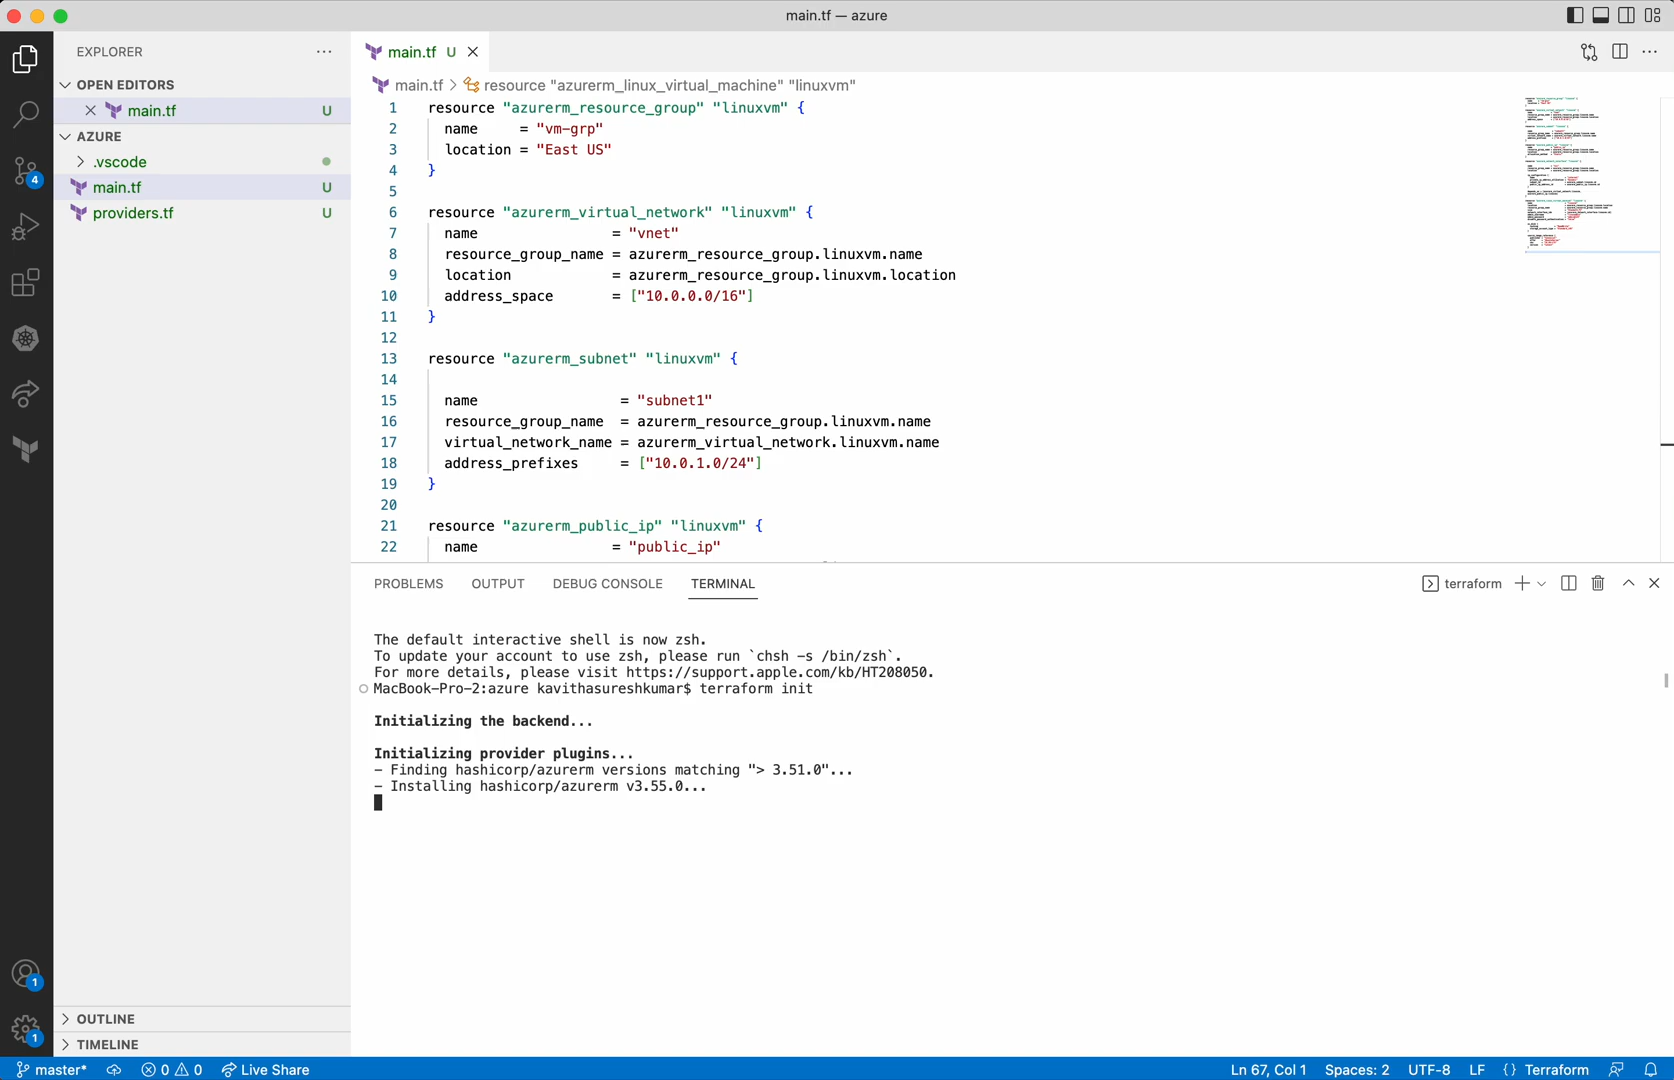 main.tf — azure
EXPLORER
OPEN EDITORS
main.tf U
AZURE
.vscode
main.tf U
providers.tf U
OUTLINE
TIMELINE
4
1
1
main.tf U
main.tf > resource "azurerm_linux_virtual_machine" "linuxvm"
1 resource "azurerm_resource_group" "linuxvm" {
2 name     = "vm-grp"
3 location = "East US"
4 }
5
6 resource "azurerm_virtual_network" "linuxvm" {
7 name                = "vnet"
8 resource_group_name = azurerm_resource_group.linuxvm.name
9 location            = azurerm_resource_group.linuxvm.location
10 address_space       = ["10.0.0.0/16"]
11 }
12
13 resource "azurerm_subnet" "linuxvm" {
14
15 name                 = "subnet1"
16 resource_group_name  = azurerm_resource_group.linuxvm.name
17 virtual_network_name = azurerm_virtual_network.linuxvm.name
18 address_prefixes     = ["10.0.1.0/24"]
19 }
20
21 resource "azurerm_public_ip" "linuxvm" {
22 name                = "public_ip"
PROBLEMS OUTPUT DEBUG CONSOLE TERMINAL
terraform
The default interactive shell is now zsh.
To update your account to use zsh, please run `chsh -s /bin/zsh`.
For more details, please visit https://support.apple.com/kb/HT208050.
MacBook-Pro-2:azure kavithasureshkumar$ terraform init
Initializing the backend...
Initializing provider plugins...
- Finding hashicorp/azurerm versions matching "> 3.51.0"...
- Installing hashicorp/azurerm v3.55.0...
master* 0 0 Live Share
Ln 67, Col 1 Spaces: 2 UTF-8 LF {} Terraform